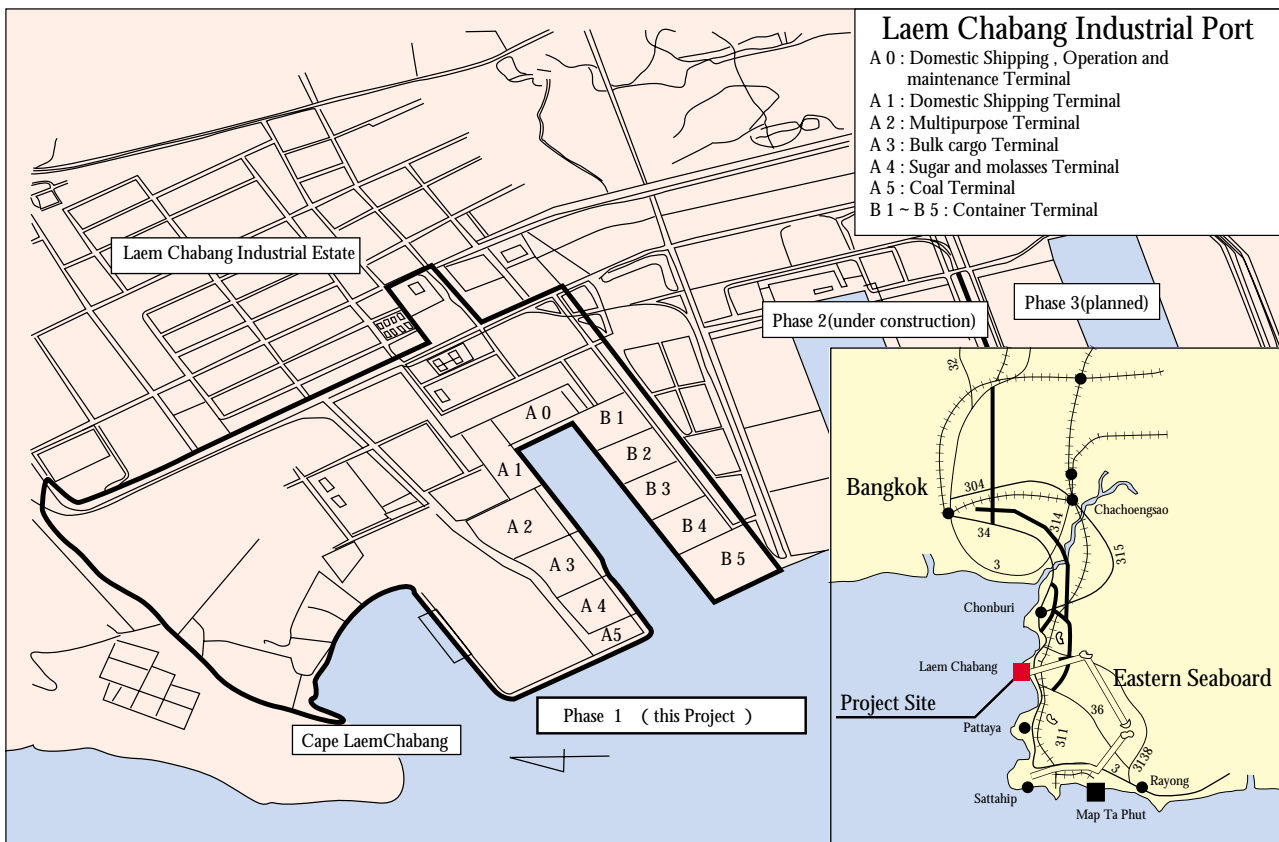 Laem Chabang Industrial Port
A 0 : Domestic Shipping , Operation and
maintenance Terminal
A 1 : Domestic Shipping Terminal
A 2 : Multipurpose Terminal
A 3 : Bulk cargo Terminal
A 4 : Sugar and molasses Terminal
A 5 : Coal Terminal
B 1 ~ B 5 : Container Terminal
Laem Chabang Industrial Estate
Phase 2(under construction)
Phase 3(planned)
A 0
B 1
A 1
B 2
B 3
A 2
B 4
A 3
B 5
A 4
A5
Phase 1 ( this Project )
Cape LaemChabang
32
Bangkok
304
Chachoengsao
314
34
315
3
Chonburi
Laem Chabang
Eastern Seaboard
Project Site
36
Pattaya
311
3138
3
Sattahip
Rayong
Map Ta Phut